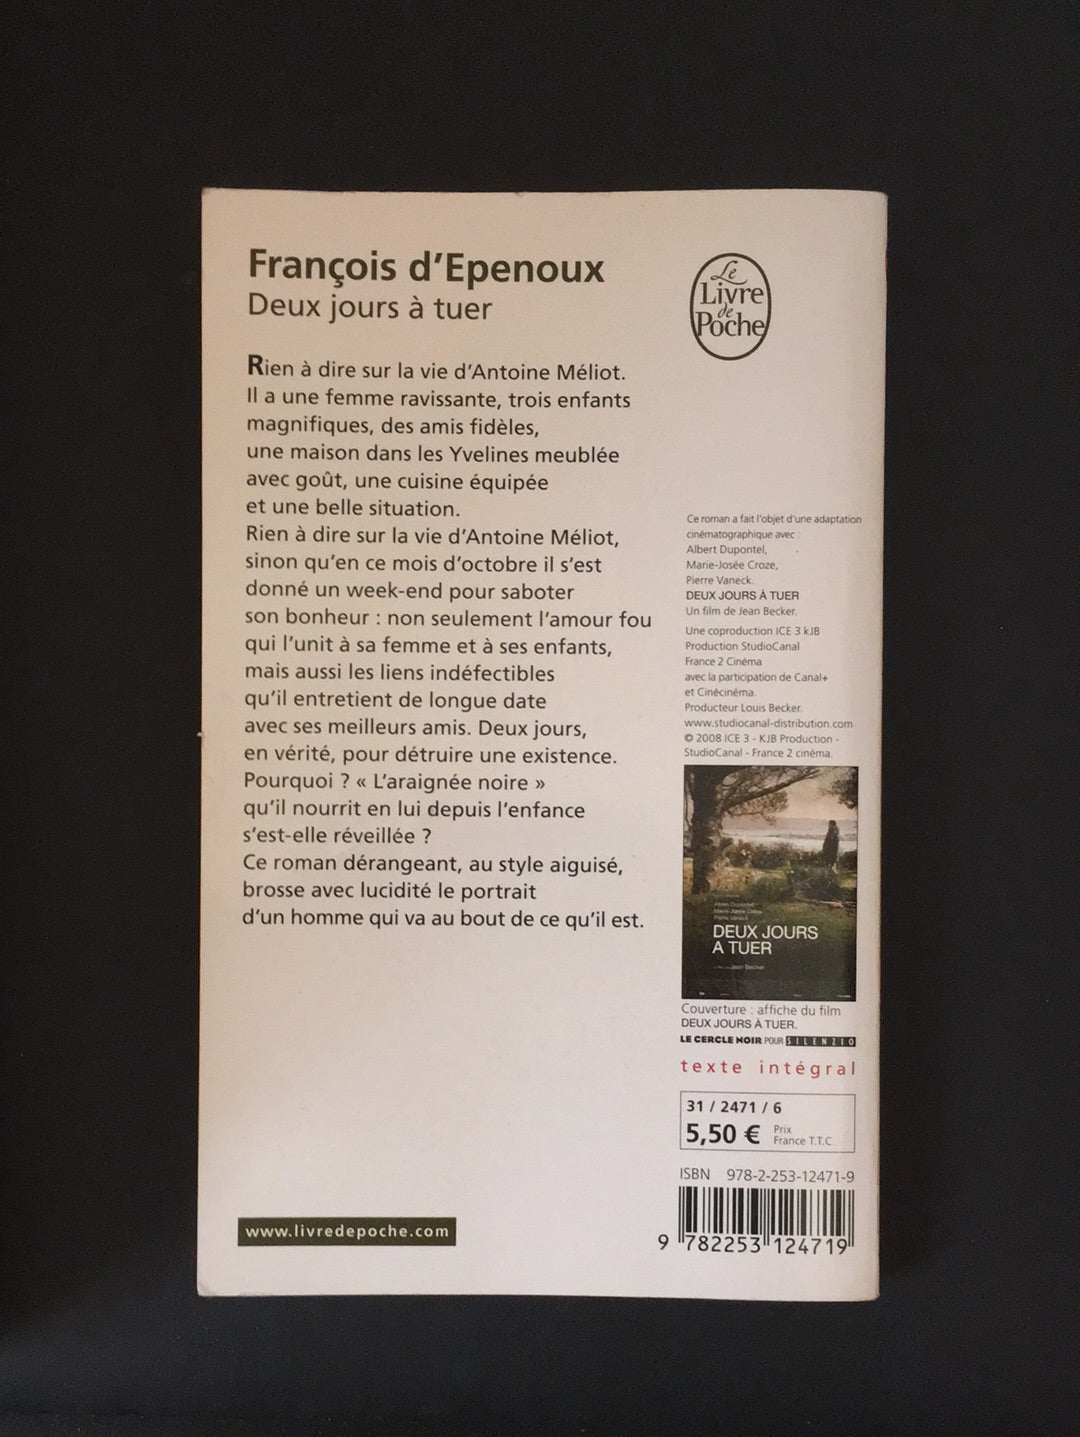 François d'Epenoux
Deux jours à tuer
Le
Livre
de
Poche
Rien à dire sur la vie d'Antoine Méliot.
Il a une femme ravissante, trois enfants
magnifiques, des amis fidèles,
une maison dans les Yvelines meublée
avec goût, une cuisine équipée
et une belle situation.
Rien à dire sur la vie d'Antoine Méliot,
sinon qu'en ce mois d'octobre il s'est
donné un week-end pour saboter
son bonheur : non seulement l'amour fou
qui l'unit à sa femme et à ses enfants,
mais aussi les liens indéfectibles
qu'il entretient de longue date
avec ses meilleurs amis. Deux jours,
en vérité, pour détruire une existence.
Pourquoi ? « L'araignée noire »
qu'il nourrit en lui depuis l'enfance
s'est-elle réveillée ?
Ce roman dérangeant, au style aiguisé,
brosse avec lucidité le portrait
d'un homme qui va au bout de ce qu'il est.
Ce roman a fait l'objet d'une adaptation
cinématographique avec :
Albert Dupontel,
Marie-Josée Croze,
Pierre Vaneck.
DEUX JOURS À TUER
Un film de Jean Becker.
Une coproduction ICE 3 kJB
Production StudioCanal
France 2 Cinéma
avec la participation de Canal+
et Cinécinéma.
Producteur Louis Becker.
www.studiocanal-distribution.com
© 2008 ICE 3 - KJB Production -
StudioCanal - France 2 cinéma.
Albert Dupontel
Marie-Josée Croze
Pierre Vaneck
DEUX JOURS
A TUER
Jean Becker
Couverture : affiche du film
DEUX JOURS À TUER.
LE CERCLE NOIR POUR SILENZIO
texte intégral
31 / 2471 / 6
5,50 € Prix
France T.T.C.
ISBN 978-2-253-12471-9
9 782253 124719
www.livredepoche.com